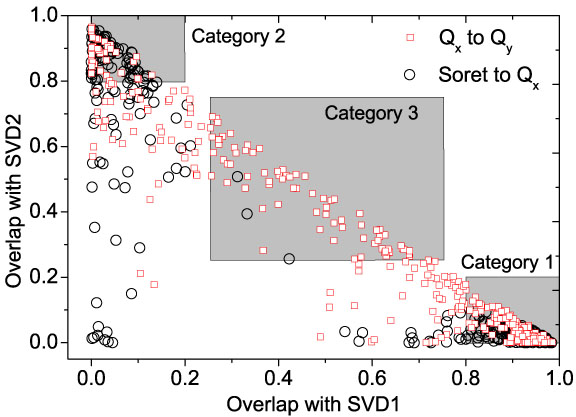 1.0
0.8
0.6
0.4
0.2
0.0
Overlap with SVD2
Category 2
Qx to Qy
Soret to Qx
Category 3
Category 1
0.0 0.2 0.4 0.6 0.8 1.0
Overlap with SVD1